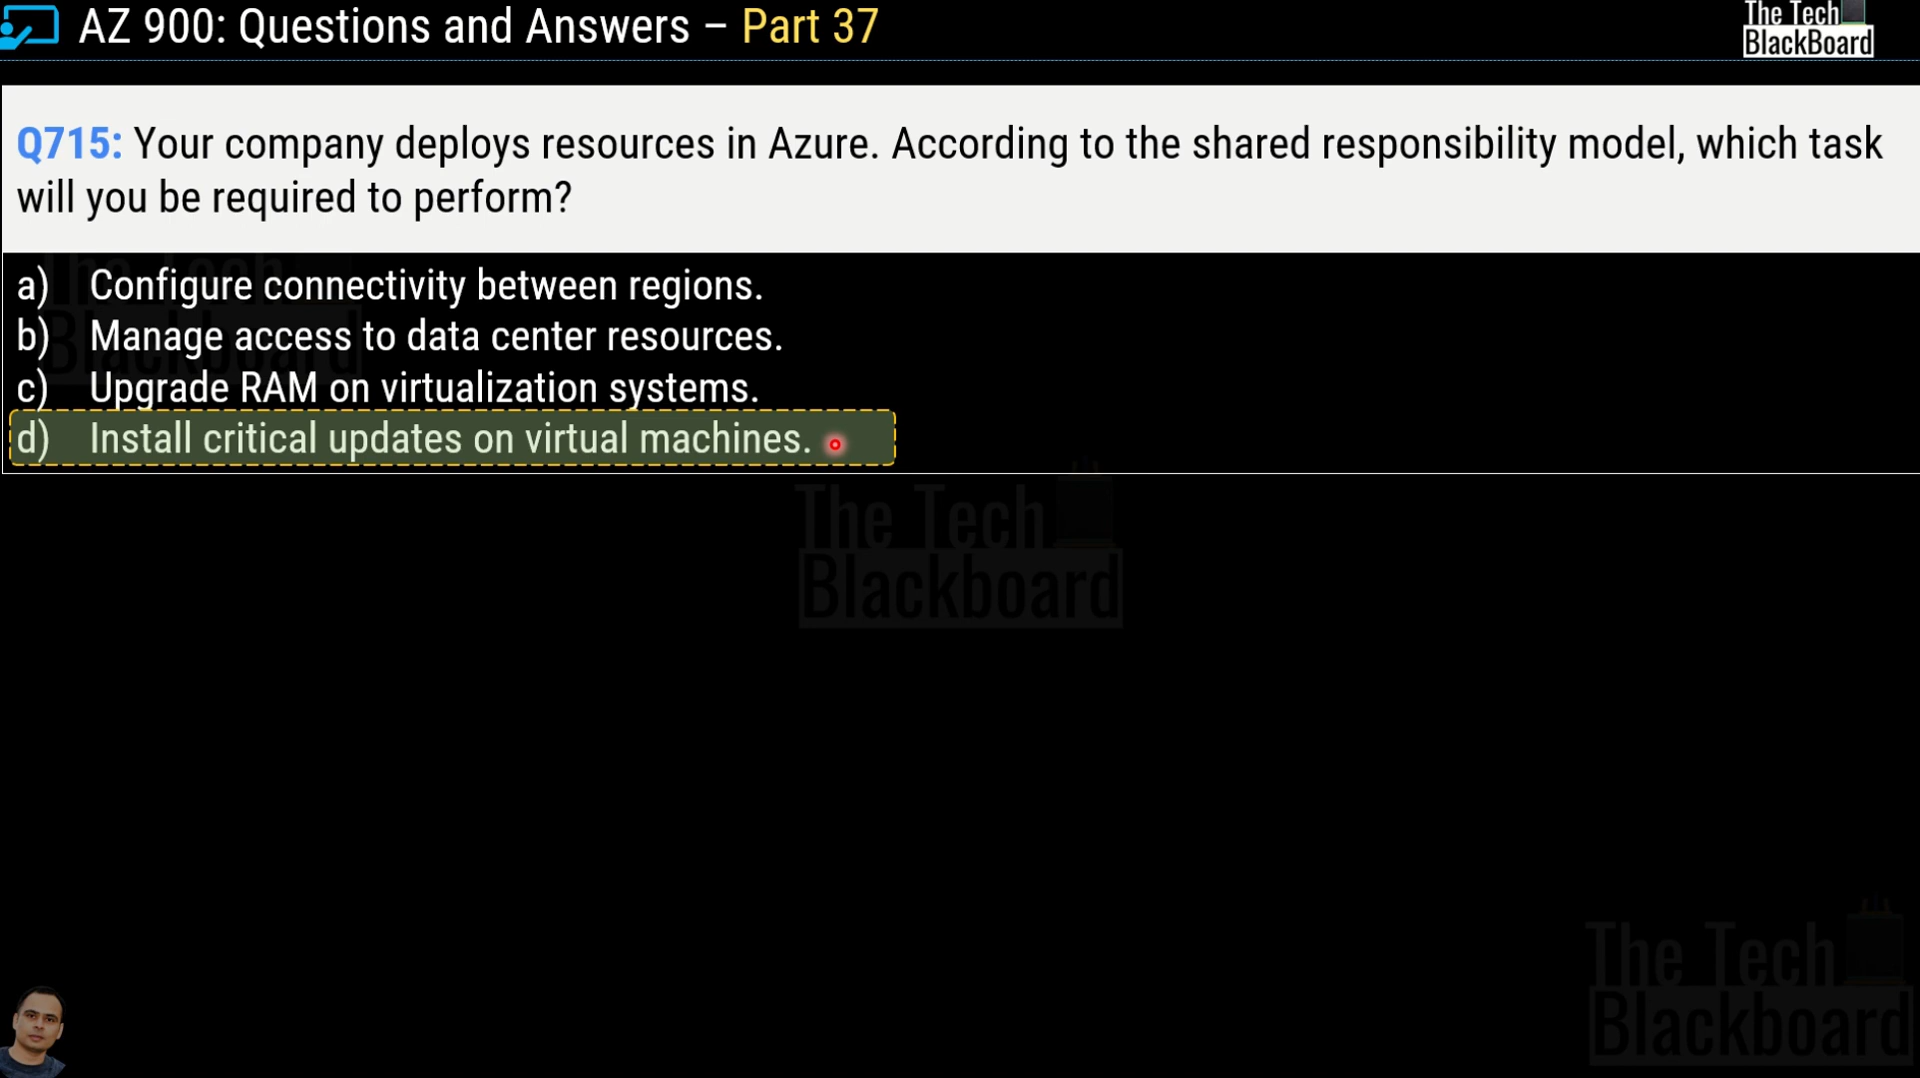 AZ 900: Questions and Answers – Part 37
The Tech
BlackBoard
Q715: Your company deploys resources in Azure. According to the shared responsibility model, which task
will you be required to perform?
a) Configure connectivity between regions.
b) Manage access to data center resources.
c) Upgrade RAM on virtualization systems.
d) Install critical updates on virtual machines.
The Tech
Blackboard
The Tech
Blackboard
The Tech
Blackboard